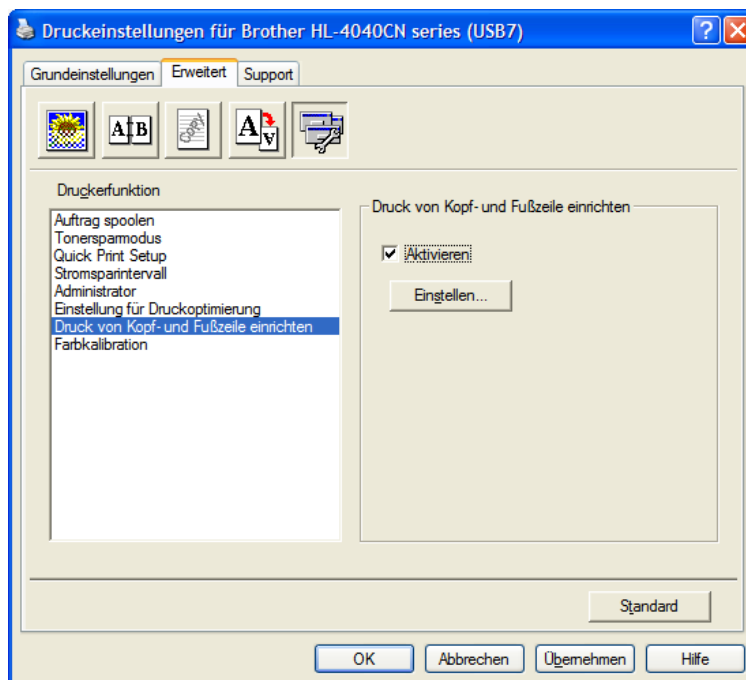 Druckeinstellungen für Brother HL-4040CN series (USB7)
Grundeinstellungen Erweitert Support
A B
COPY
A A
Druckerfunktion
Auftrag spoolen
Tonersparmodus
Quick Print Setup
Stromsparintervall
Administrator
Einstellung für Druckoptimierung
Druck von Kopf- und Fußzeile einrichten
Farbkalibration
Druck von Kopf- und Fußzeile einrichten
Aktivieren
Einstellen...
Standard
OK Abbrechen Übernehmen Hilfe